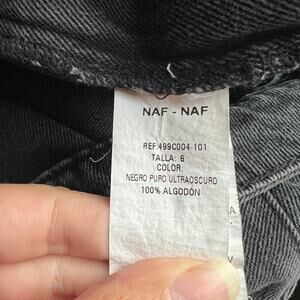 NAF - NAF
REF.499C004-101
TALLA: 6
COLOR:
NEGRO PURO ULTRAOSCURO
100% ALGODÓN